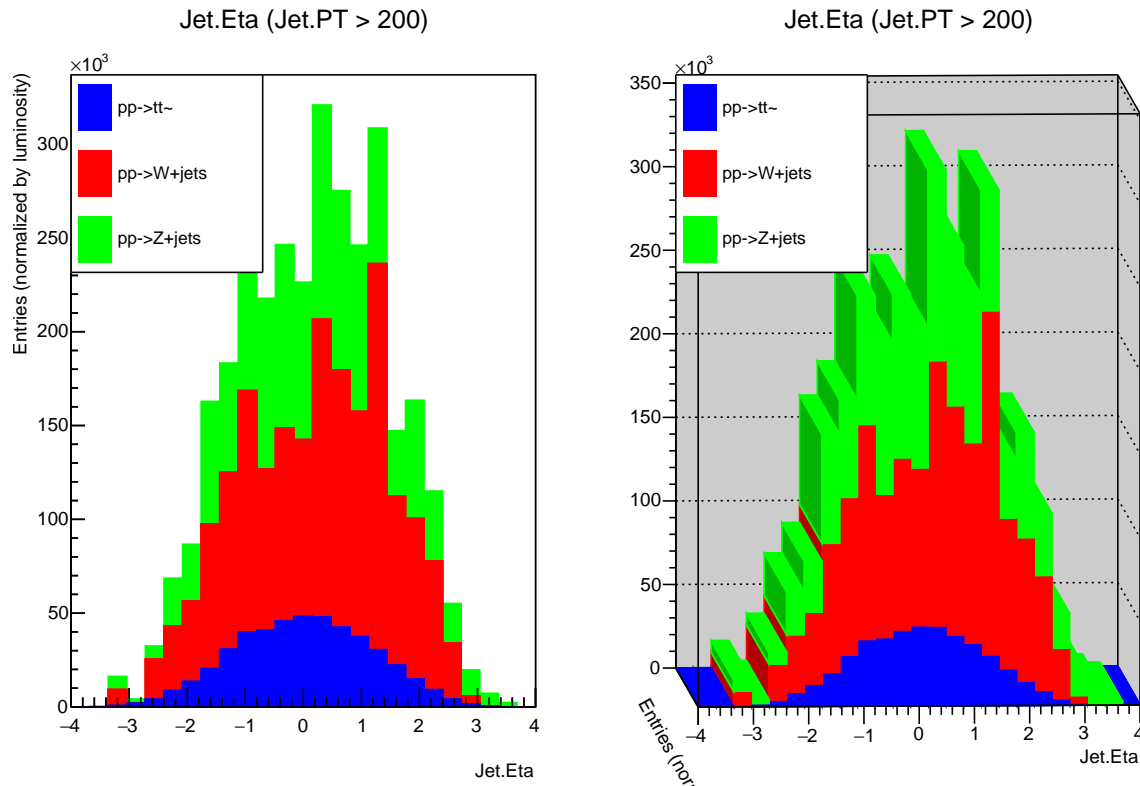 Jet.Eta (Jet.PT > 200)
×10³
Entries (normalized by luminosity)
pp->tt~
pp->W+jets
pp->Z+jets
300
250
200
150
100
50
0
−4 −3 −2 −1 0 1 2 3 4
Jet.Eta
Jet.Eta (Jet.PT > 200)
×10³
pp->tt~
pp->W+jets
pp->Z+jets
350
300
250
200
150
100
50
0
Entries (nor
−4 −3 −2 −1 0 1 2 3 4
Jet.Eta